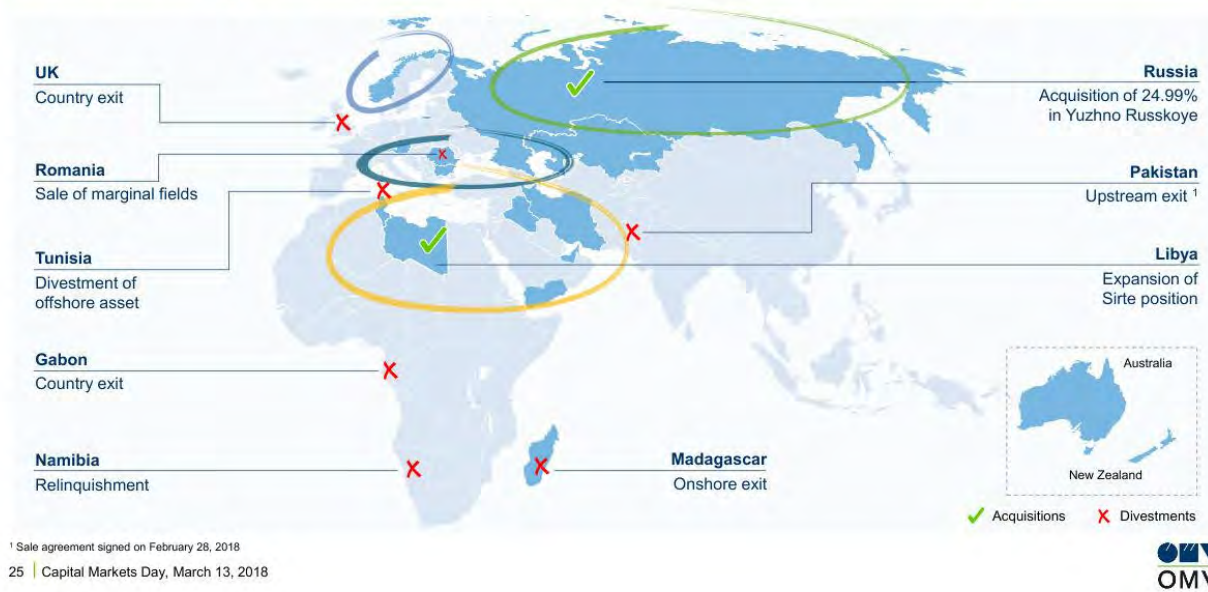 UK
Country exit
Romania
Sale of marginal fields
Tunisia
Divestment of
offshore asset
Gabon
Country exit
Namibia
Relinquishment
Madagascar
Onshore exit
Russia
Acquisition of 24.99%
in Yuzhno Russkoye
Pakistan
Upstream exit ¹
Libya
Expansion of
Sirte position
Australia
New Zealand
Acquisitions
Divestments
¹ Sale agreement signed on February 28, 2018
25 | Capital Markets Day, March 13, 2018
OMV
OMV